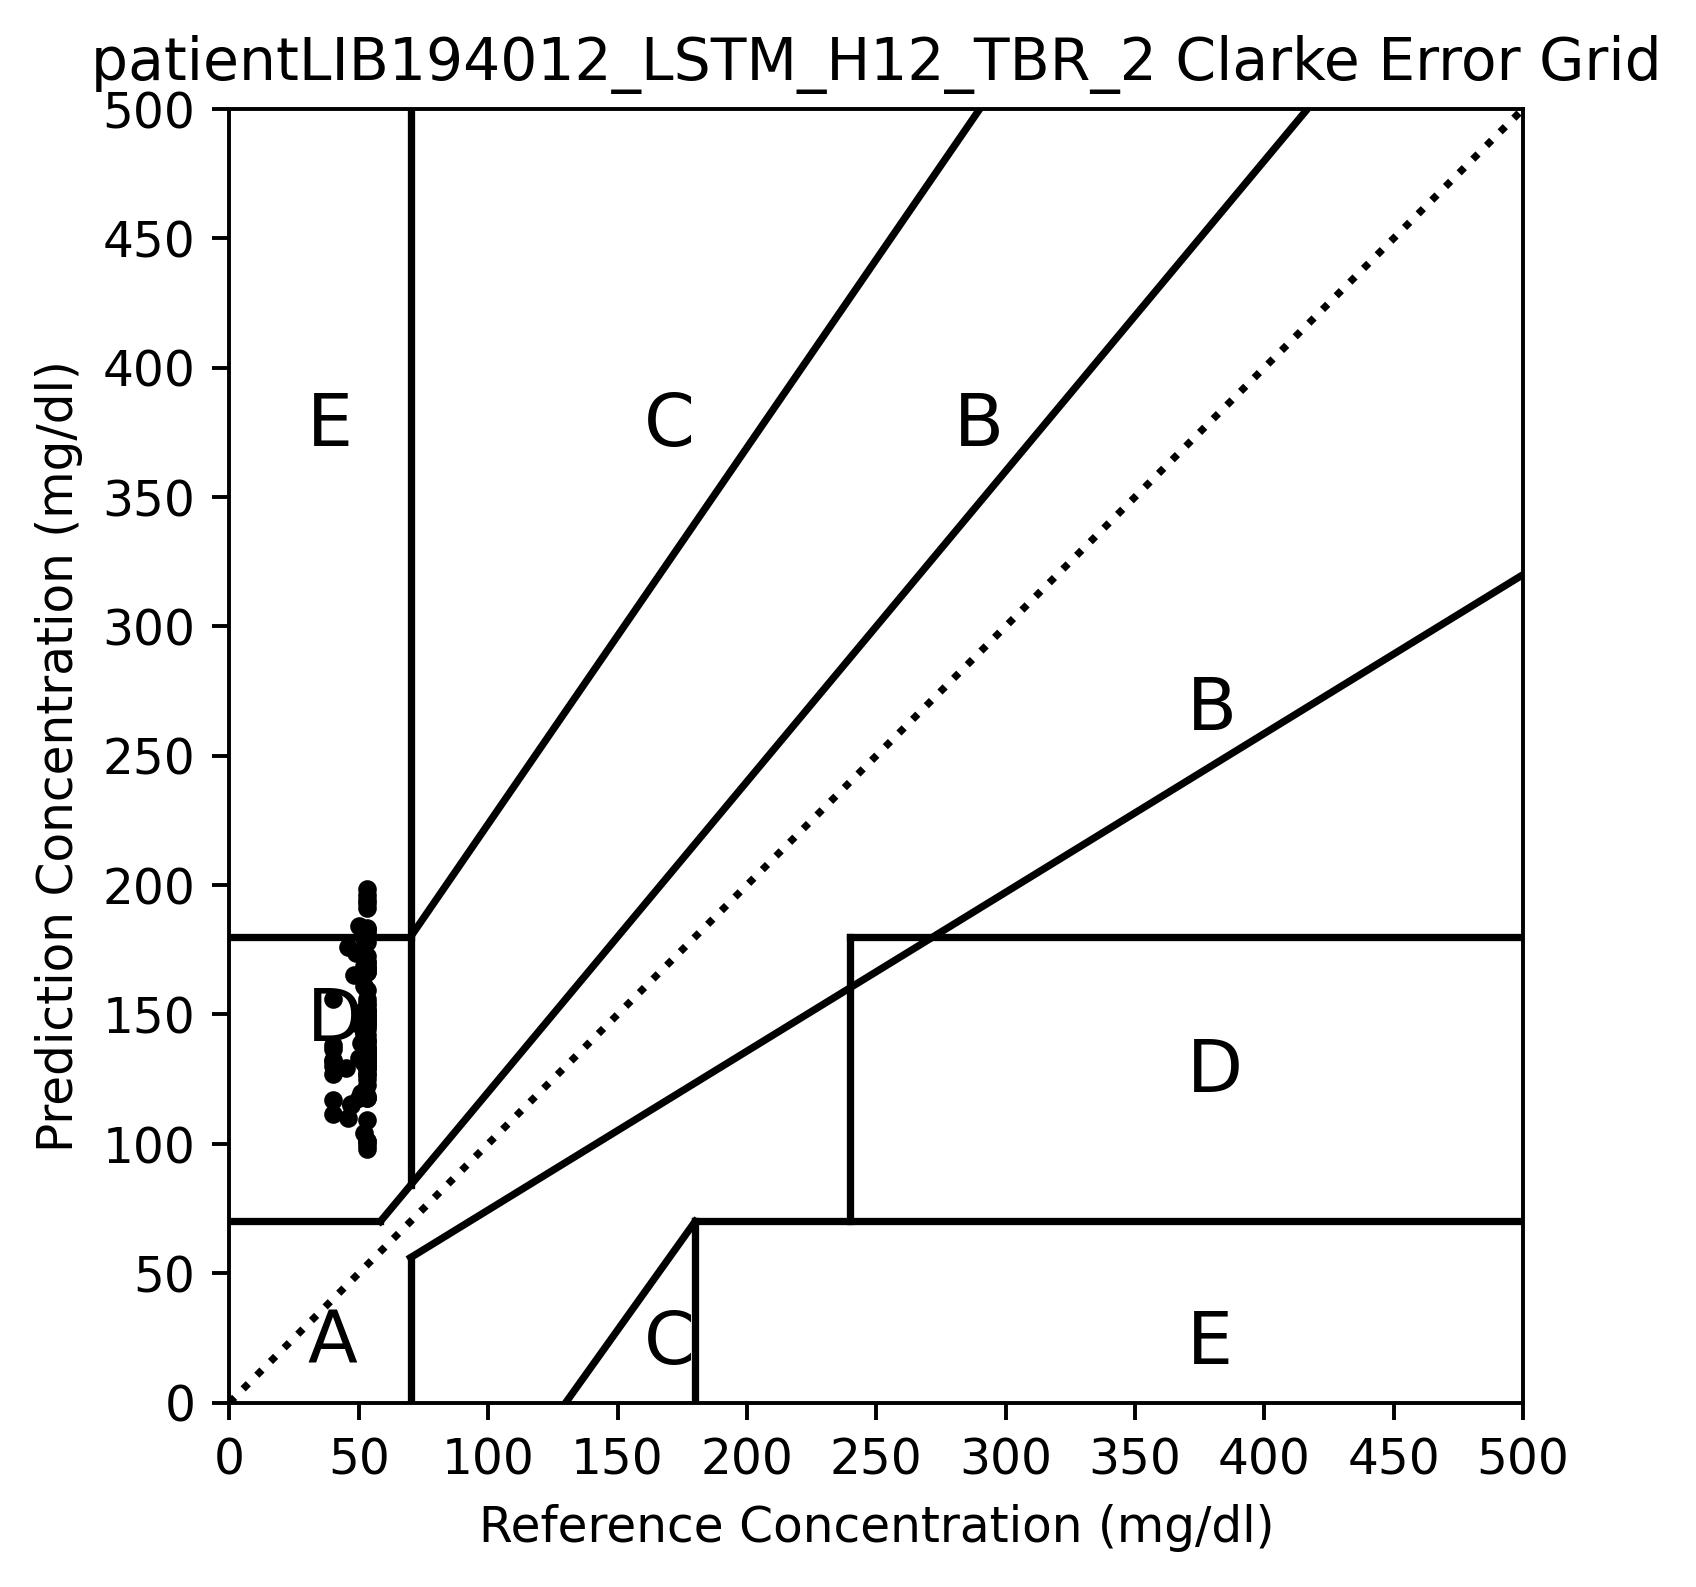 patientLIB194012_LSTM_H12_TBR_2 Clarke Error Grid
500
450
400
350
300
250
200
150
100
50
0
Prediction Concentration (mg/dl)
E
C
B
B
D
D
A
C
E
0 50 100 150 200 250 300 350 400 450 500
Reference Concentration (mg/dl)